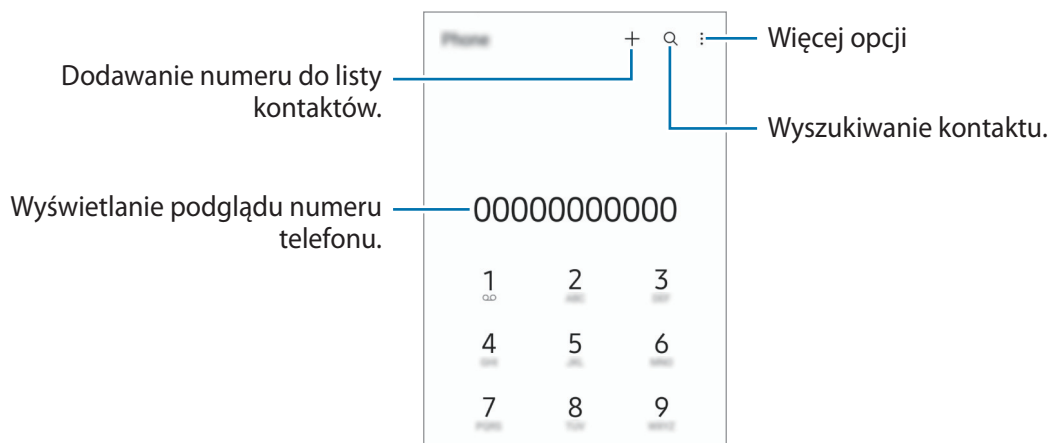 Phone
Więcej opcji
Dodawanie numeru do listy
kontaktów.
Wyszukiwanie kontaktu.
Wyświetlanie podglądu numeru
telefonu.
00000000000
1 2 3
ABC DEF
4 5 6
GHI JKL MNO
7 8 9
PQRS TUV WXYZ